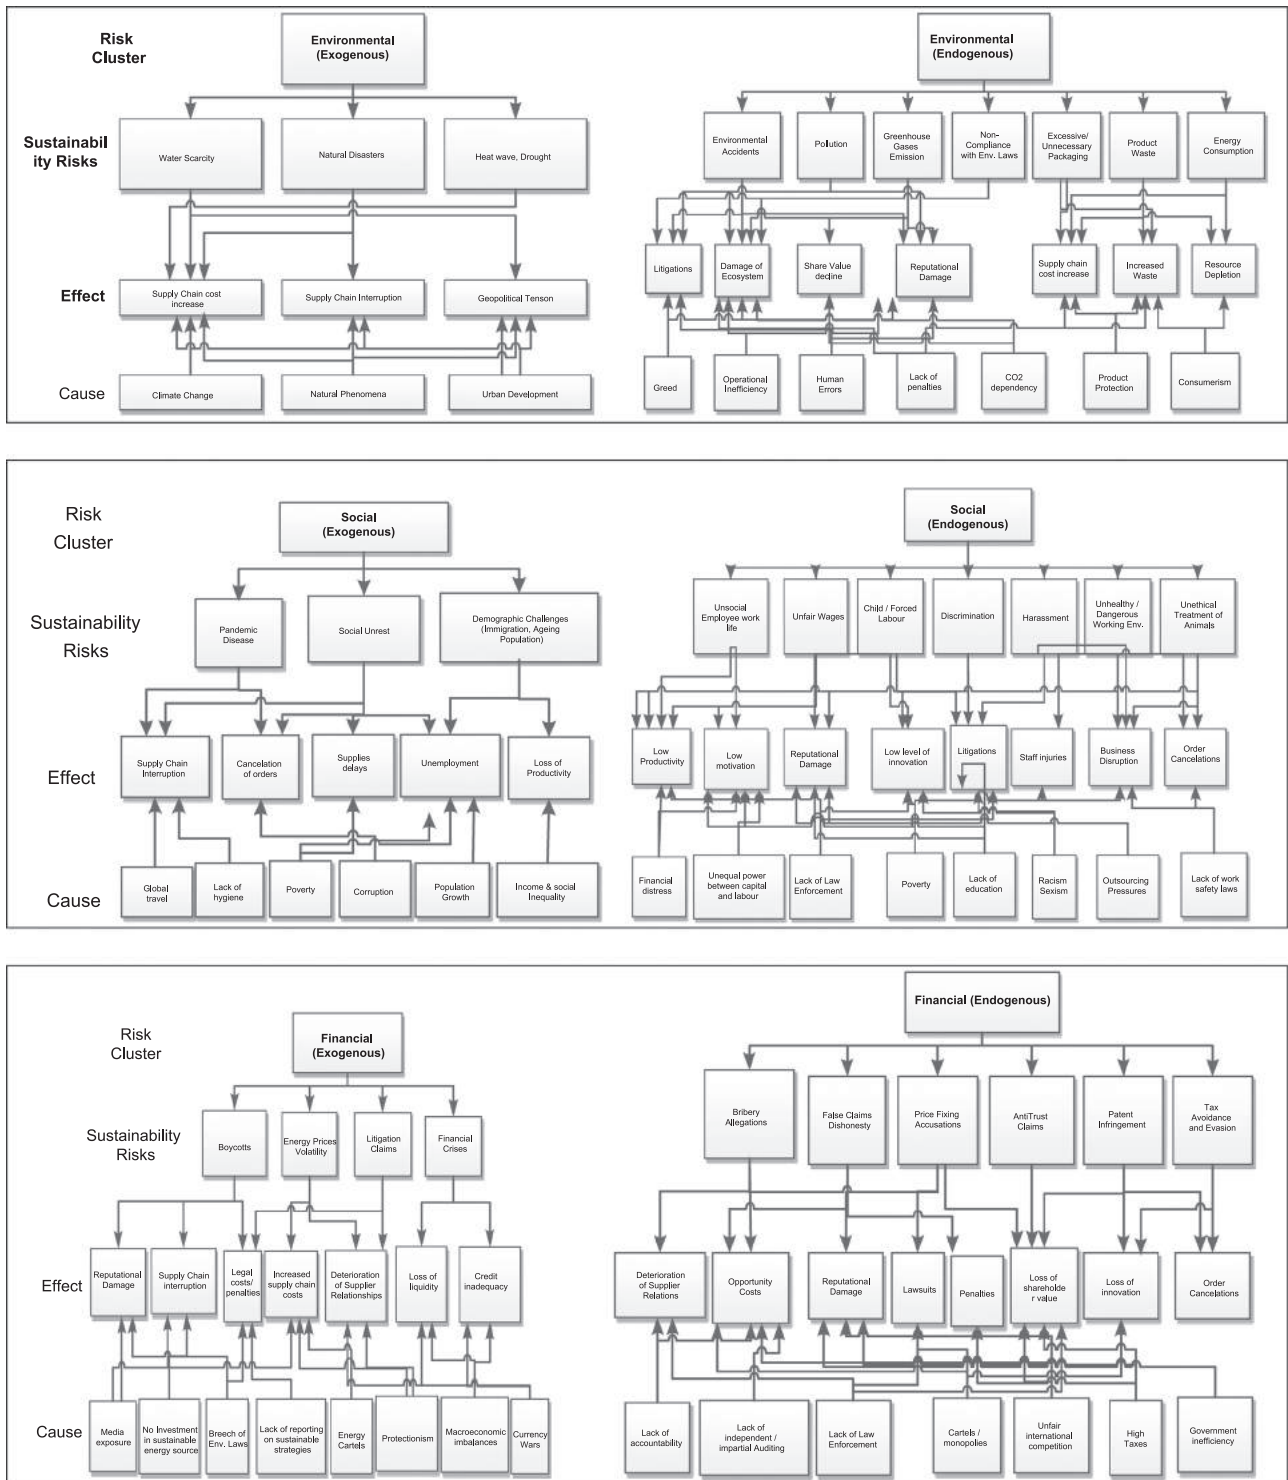 Risk
Cluster
Environmental
(Exogenous)
Sustainabil
ity Risks
Water Scarcity
Natural Disasters
Heat wave, Drought
Effect
Supply Chain cost
increase
Supply Chain Interruption
Geopolitical Tenson
Cause
Climate Change
Natural Phenomena
Urban Development
Environmental
(Endogenous)
Environmental
Accidents
Pollution
Greenhouse
Gases
Emission
Non-
Compliance
with Env. Laws
Excessive/
Unnecessary
Packaging
Product
Waste
Energy
Consumption
Litigations
Damage of
Ecosystem
Share Value
decline
Reputational
Damage
Supply chain
cost increase
Increased
Waste
Resource
Depletion
Greed
Operational
Inefficiency
Human
Errors
Lack of
penalties
CO2
dependency
Product
Protection
Consumerism
Risk
Cluster
Social
(Exogenous)
Sustainability
Risks
Pandemic
Disease
Social Unrest
Demographic Challenges
(Immigration, Ageing
Population)
Effect
Supply Chain
Interruption
Cancelation
of orders
Supplies
delays
Unemployment
Loss of
Productivity
Cause
Global
travel
Lack of
hygiene
Poverty
Corruption
Population
Growth
Income & social
Inequality
Social
(Endogenous)
Unsocial
Employee work
life
Unfair Wages
Child / Forced
Labour
Discrimination
Harassment
Unhealthy /
Dangerous
Working Env.
Unethical
Treatment of
Animals
Low
Productivity
Low
motivation
Reputational
Damage
Low level of
innovation
Litigations
Staff injuries
Business
Disruption
Order
Cancelations
Financial
distress
Unequal power
between capital
and labour
Lack of Law
Enforcement
Poverty
Lack of
education
Racism
Sexism
Outsourcing
Pressures
Lack of work
safety laws
Risk
Cluster
Financial
(Exogenous)
Sustainability
Risks
Boycotts
Energy Prices
Volatility
Litigation
Claims
Financial
Crises
Effect
Reputational
Damage
Supply Chain
interruption
Legal
costs/
penalties
Increased
supply chain
costs
Deterioration
of Supplier
Relationships
Loss of
liquidity
Credit
inadequacy
Cause
Media
exposure
No Investment
in sustainable
energy source
Breech of
Env. Laws
Lack of reporting
on sustainable
strategies
Energy
Cartels
Protectionism
Macroeconomic
imbalances
Currency
Wars
Financial (Endogenous)
Bribery
Allegations
False Claims
Dishonesty
Price Fixing
Accusations
AntiTrust
Claims
Patent
Infringement
Tax
Avoidance
and Evasion
Deterioration
of Supplier
Relations
Opportunity
Costs
Reputational
Damage
Lawsuits
Penalties
Loss of
shareholde
r value
Loss of
innovation
Order
Cancelations
Lack of
accountability
Lack of
independent /
impartial Auditing
Lack of Law
Enforcement
Cartels /
monopolies
Unfair
international
competition
High
Taxes
Government
inefficiency